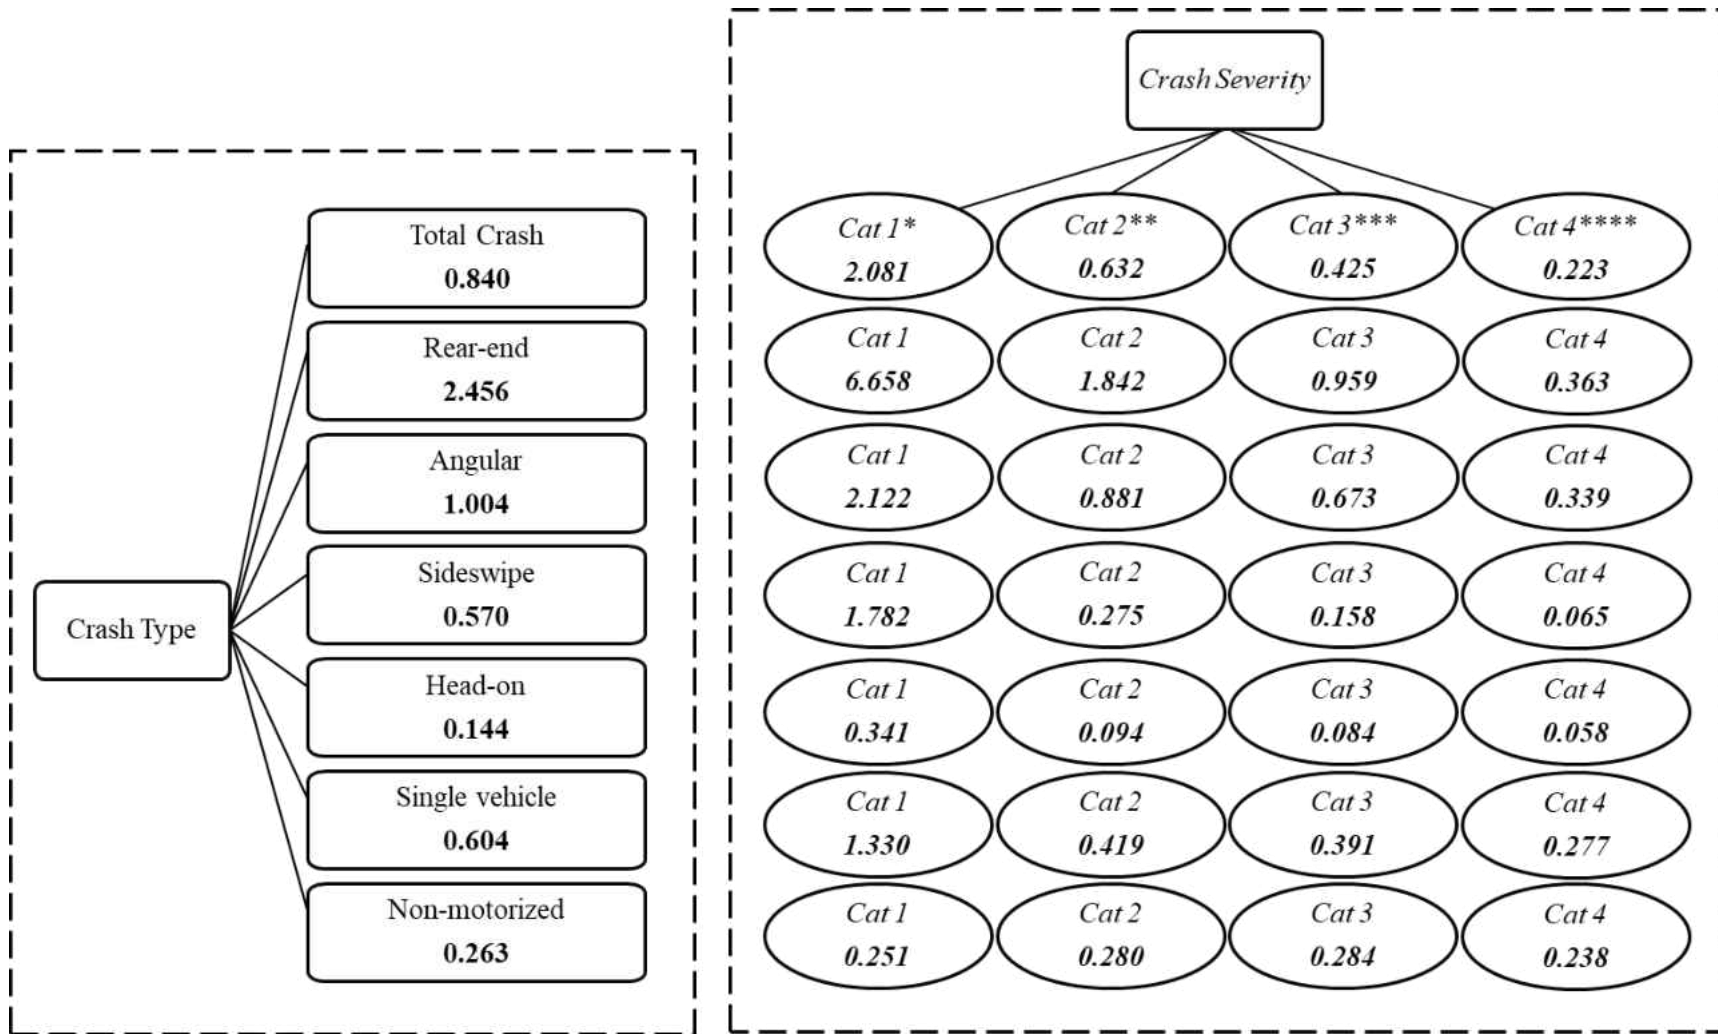 Crash Severity
Cat 1* Cat 2** Cat 3*** Cat 4****
2.081 0.632 0.425 0.223
Total Crash
0.840
Cat 1 Cat 2 Cat 3 Cat 4
6.658 1.842 0.959 0.363
Rear-end
2.456
Cat 1 Cat 2 Cat 3 Cat 4
2.122 0.881 0.673 0.339
Angular
1.004
Cat 1 Cat 2 Cat 3 Cat 4
1.782 0.275 0.158 0.065
Sideswipe
0.570
Crash Type
Cat 1 Cat 2 Cat 3 Cat 4
0.341 0.094 0.084 0.058
Head-on
0.144
Cat 1 Cat 2 Cat 3 Cat 4
1.330 0.419 0.391 0.277
Single vehicle
0.604
Cat 1 Cat 2 Cat 3 Cat 4
0.251 0.280 0.284 0.238
Non-motorized
0.263